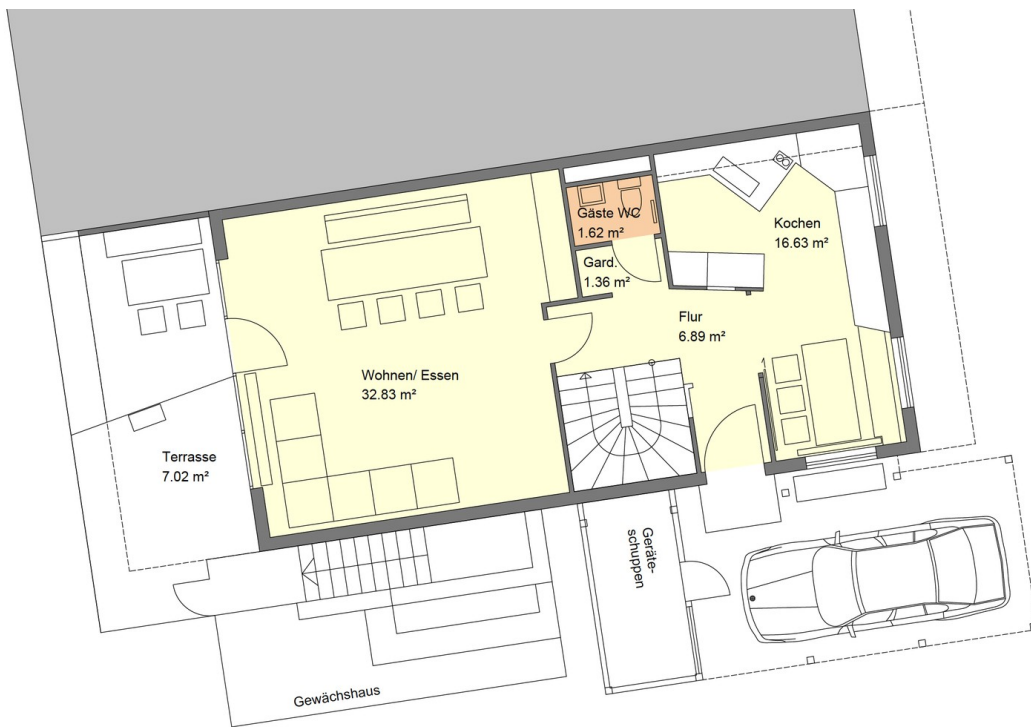 Gäste WC
1.62 m²
Kochen
16.63 m²
Gard.
1.36 m²
Flur
6.89 m²
Wohnen/ Essen
32.83 m²
Terrasse
7.02 m²
Geräte-
schuppen
Gewächshaus